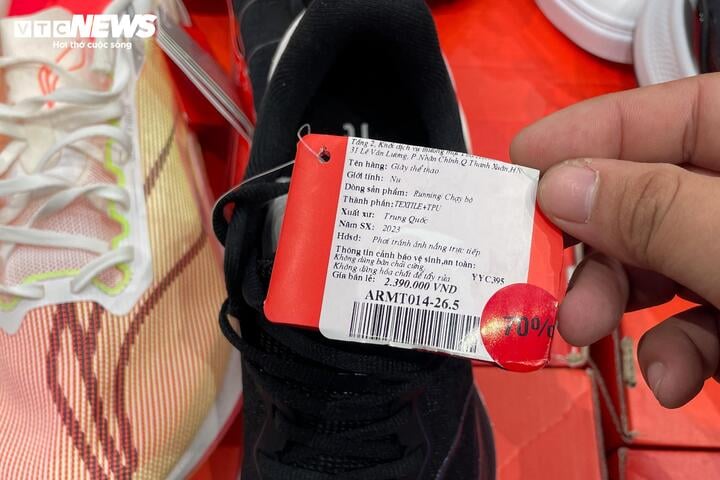 VTC NEWS
Hơi thở cuộc sống
Tầng 2, Khối dịch vụ thương mại
31 Lê Văn Lương, P Nhân Chính, Q Thanh Xuân, HN
Tên hàng: Giày thể thao
Giới tính: Nu
Dòng sản phẩm: Running Chạy bộ
Thành phần: TEXTILE+TPU
Xuất xứ: Trung Quốc
Năm SX: 2023
Hdsd: Phơi tránh ánh nắng trực tiếp
Thông tin cảnh báo vệ sinh,an toàn:
Không dùng bàn chải cứng,
Không dùng hóa chất để tẩy rửa YYC395
Gía bán lẻ: 2.390.000 VND
ARMT014-26.5
70%